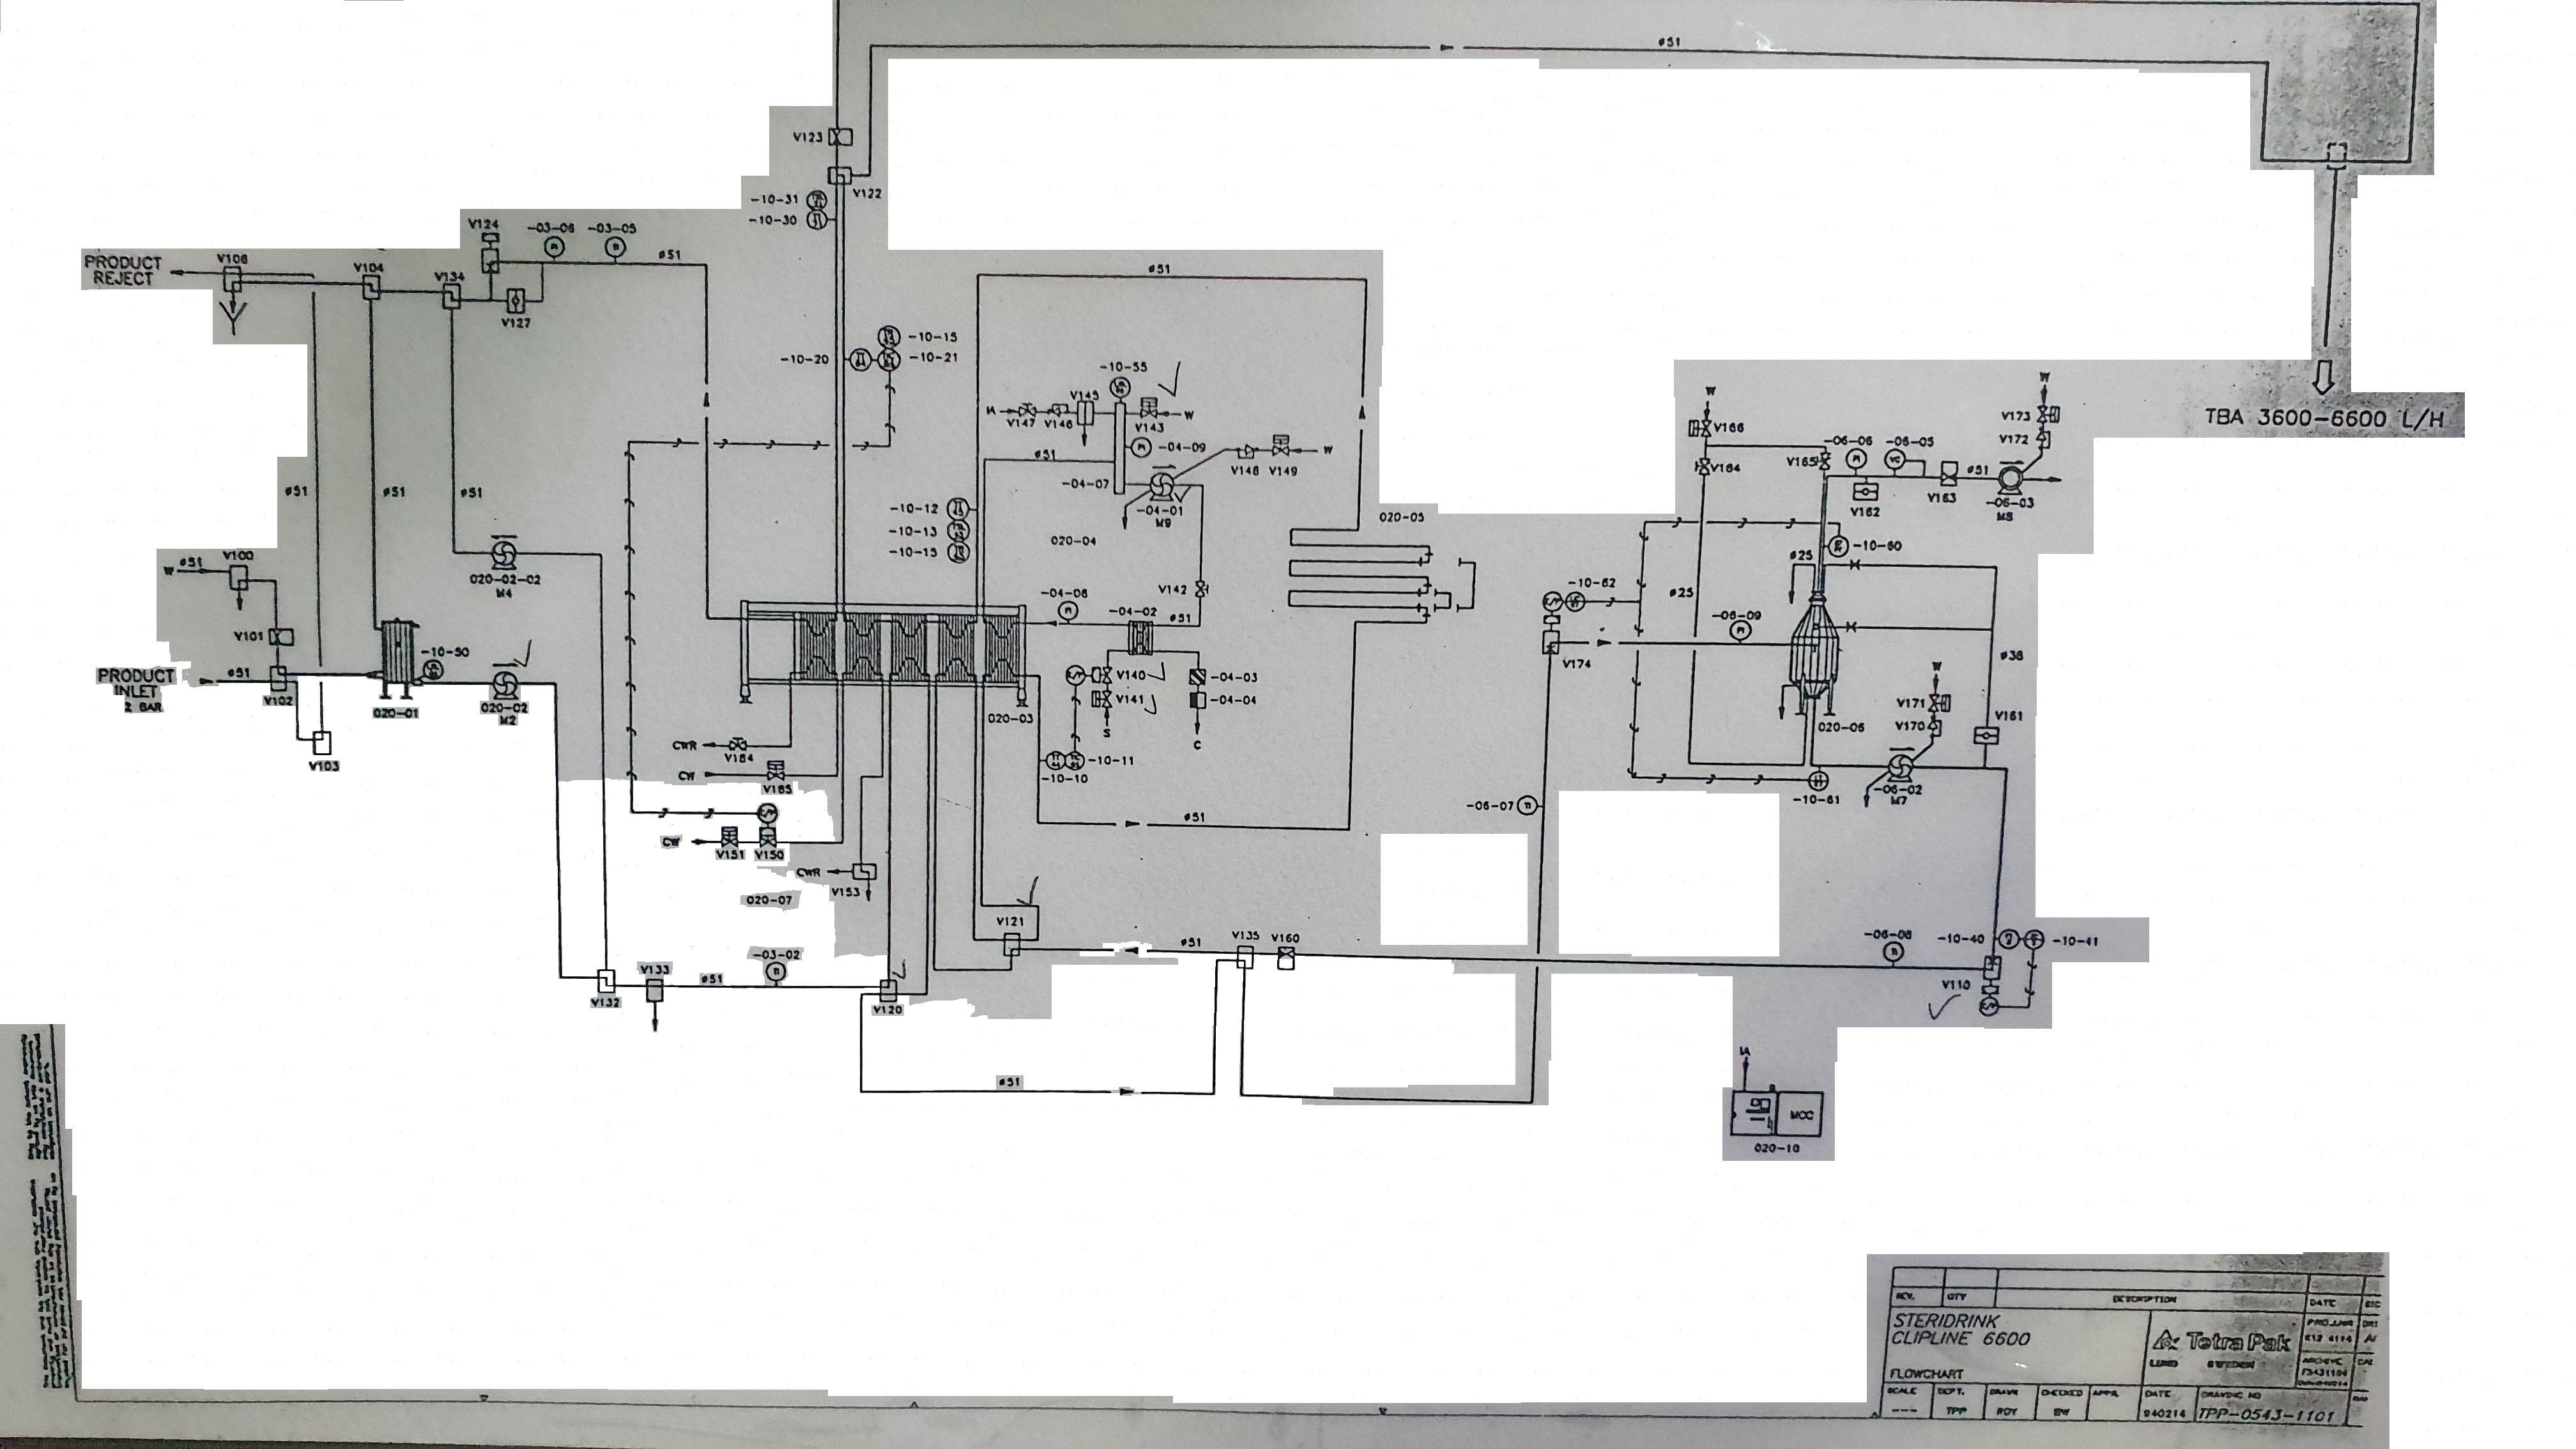 ø51
V123
V122
-10-31
-10-30
V124
-03-06
-03-05
ø51
PRODUCT
REJECT
V106
V104
V134
V127
ø51
-10-15
-10-20
-10-21
-10-55
IA
V147
V146
V145
V143
W
-04-09
V148
V149
W
ø51
-04-07
-04-01
M9
-10-12
-10-13
-10-15
020-04
020-05
V142
-04-08
-04-02
ø51
V140
V141
S
-04-03
-04-04
C
-10-11
-10-10
020-03
ø51
ø51
ø51
W
ø51
V100
V101
020-02-02
M4
PRODUCT
INLET
2 BAR
ø51
V102
V103
020-01
-10-50
020-02
M2
CWR
V184
CW
V185
CW
V151
V150
CWR
V153
020-07
ø51
V121
V132
V133
ø51
-03-02
V120
ø51
V135
V160
ø51
TBA 3600-6600 L/H
W
V166
V164
V165
-06-06
-06-05
V162
V163
ø51
W
V173
V172
-06-03
M8
-10-60
ø25
ø25
-10-62
V174
-06-09
ø38
W
V171
V170
V161
020-06
-10-61
-06-02
M7
-06-07
-06-08
-10-40
-10-41
V110
IA
MCC
020-10
REV.
QTY
DESCRIPTION
DATE
STERIDRINK
CLIPLINE 6600
FLOWCHART
Tetra Pak
LUND SWEDEN
SCALE
DEPT.
DRAWN
CHECKED
APPR.
DATE
DRAWING NO
---
TPP
ROY
BW
940214
TPP-0543-1101